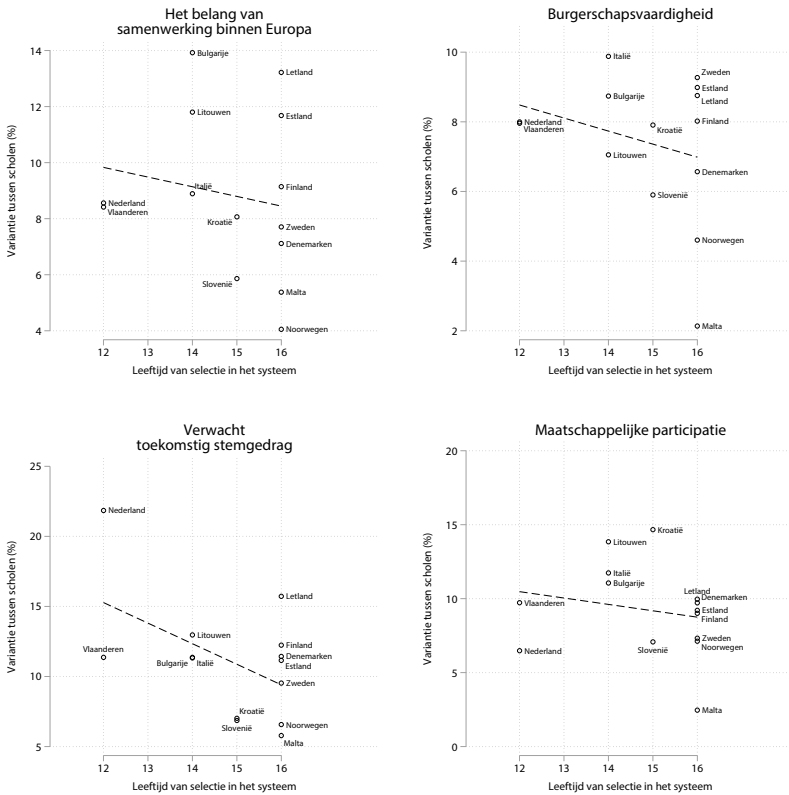 Het belang van
samenwerking binnen Europa
Variantie tussen scholen (%)
14
12
10
8
6
4
Bulgarije
Letland
Litouwen
Estland
Italië
Finland
Nederland
Vlaanderen
Kroatië
Zweden
Denemarken
Slovenië
Malta
Noorwegen
12 13 14 15 16
Leeftijd van selectie in het systeem
Burgerschapsvaardigheid
Variantie tussen scholen (%)
10
8
6
4
2
Italië
Zweden
Bulgarije
Estland
Letland
Nederland
Vlaanderen
Kroatië
Finland
Litouwen
Denemarken
Slovenië
Noorwegen
Malta
12 13 14 15 16
Leeftijd van selectie in het systeem
Verwacht
toekomstig stemgedrag
Variantie tussen scholen (%)
25
20
15
10
5
Nederland
Letland
Litouwen
Vlaanderen
Finland
Bulgarije
Italië
Denemarken
Estland
Zweden
Kroatië
Slovenië
Noorwegen
Malta
12 13 14 15 16
Leeftijd van selectie in het systeem
Maatschappelijke participatie
Variantie tussen scholen (%)
20
15
10
5
0
Kroatië
Litouwen
Italië
Bulgarije
Letland
Denemarken
Vlaanderen
Estland
Finland
Nederland
Slovenië
Zweden
Noorwegen
Malta
12 13 14 15 16
Leeftijd van selectie in het systeem